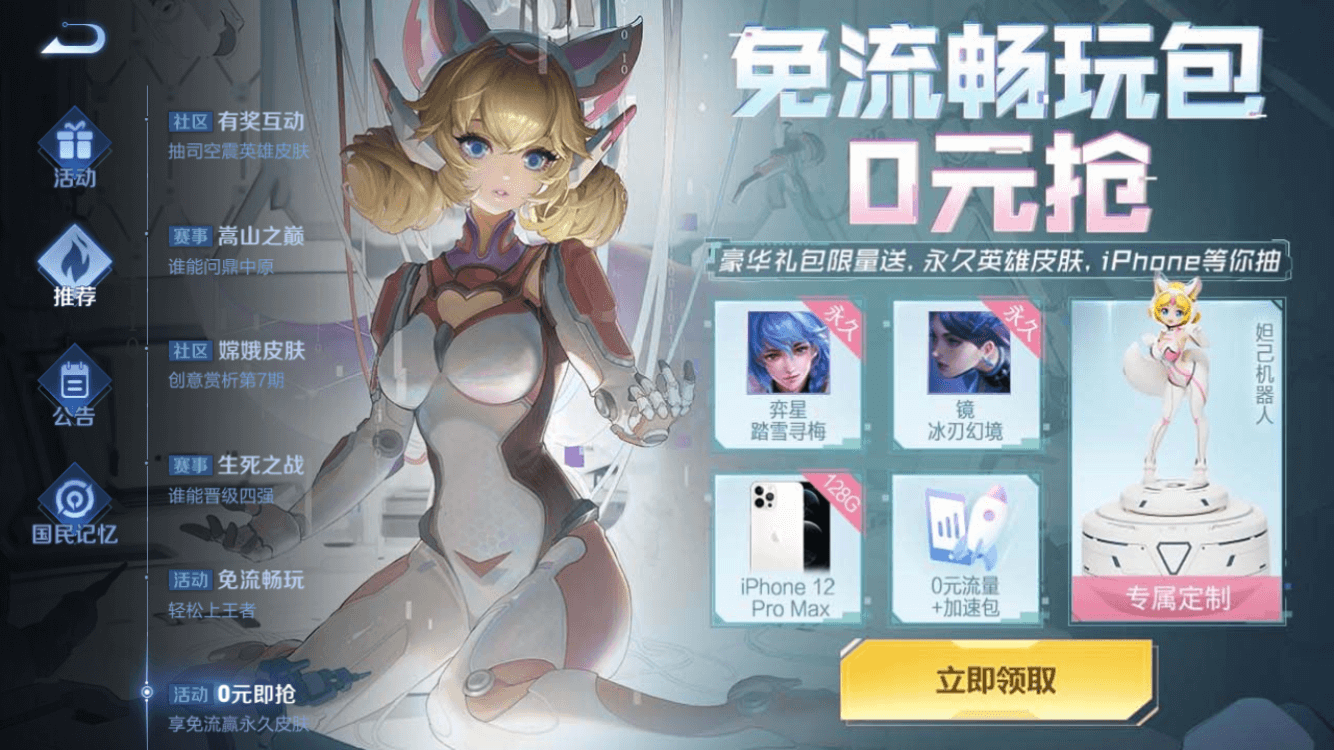 活动
推荐
公告
国民记忆
社区 有奖互动
抽司空震英雄皮肤
赛事 嵩山之巅
谁能问鼎中原
社区 嫦娥皮肤
创意赏析第7期
赛事 生死之战
谁能晋级四强
活动 免流畅玩
轻松上王者
活动 0元即抢
享免流赢永久皮肤
免流畅玩包
0元抢
豪华礼包限量送，永久英雄皮肤，iPhone等你抽
永久
弈星
踏雪寻梅
永久
镜
冰刃幻境
128G
iPhone 12
Pro Max
0元流量
+加速包
妲己机器人
专属定制
立即领取